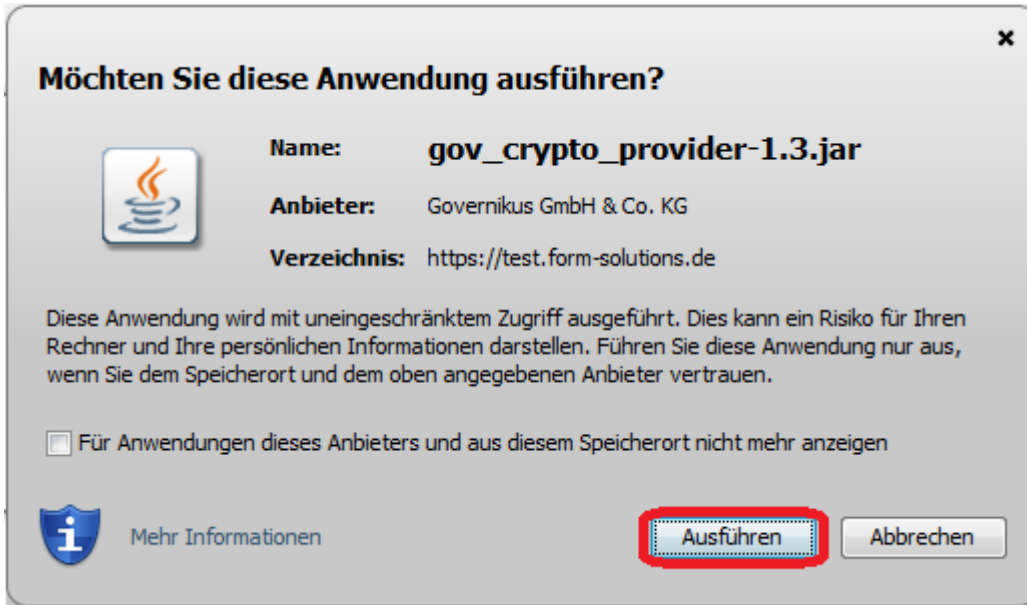 Möchten Sie diese Anwendung ausführen?
Name: gov_crypto_provider-1.3.jar
Anbieter: Governikus GmbH & Co. KG
Verzeichnis: https://test.form-solutions.de
Diese Anwendung wird mit uneingeschränktem Zugriff ausgeführt. Dies kann ein Risiko für Ihren
Rechner und Ihre persönlichen Informationen darstellen. Führen Sie diese Anwendung nur aus,
wenn Sie dem Speicherort und dem oben angegebenen Anbieter vertrauen.
Für Anwendungen dieses Anbieters und aus diesem Speicherort nicht mehr anzeigen
Mehr Informationen Ausführen Abbrechen